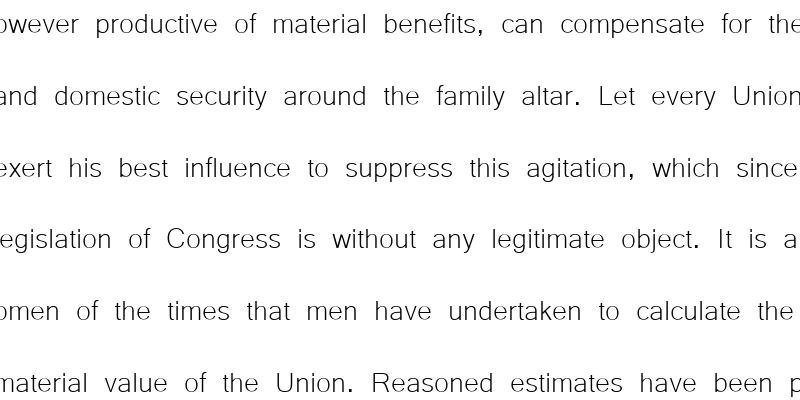 owever productive of material benefits, can compensate for the
and domestic security around the family altar. Let every Union
exert his best influence to suppress this agitation, which since
legislation of Congress is without any legitimate object. It is a
omen of the times that men have undertaken to calculate the
material value of the Union. Reasoned estimates have been p